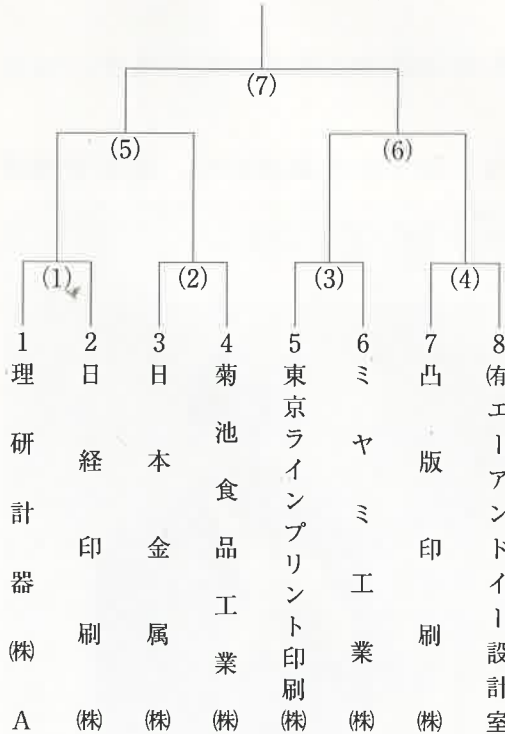 (7)
(5)
(6)
(1)
(2)
(3)
(4)
1 理研計器㈱A
2 日経印刷㈱
3 日本金属㈱
4 菊池食品工業㈱
5 東京ラインプリント印刷㈱
6 ミヤミ工業㈱
7 凸版印刷㈱
8 ㈲エーアンドイー設計室